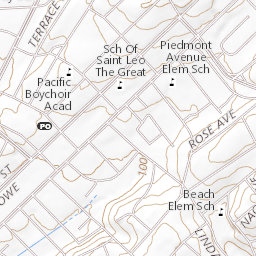 TERRACE
Sch Of
Saint Leo
The Great
Piedmont
Avenue
Elem Sch
Pacific
Boychoir
Acad
PO
ROSE AVE
100
ST
OWE
Beach
Elem Sch
LINDA